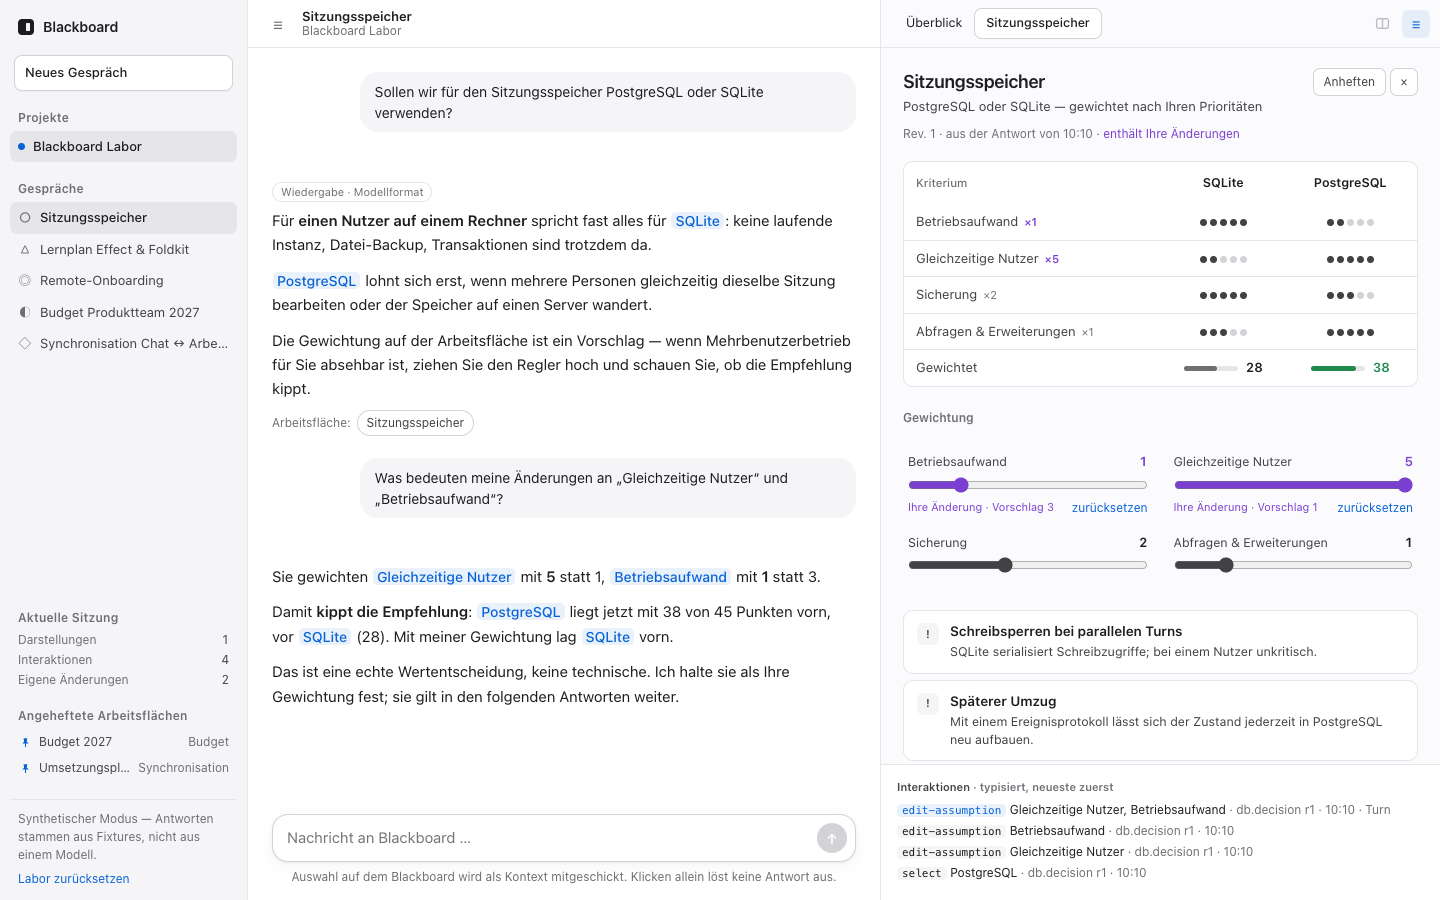 Blackboard
Neues Gespräch
Projekte
Blackboard Labor
Gespräche
Sitzungsspeicher
Lernplan Effect & Foldkit
Remote-Onboarding
Budget Produktteam 2027
Synchronisation Chat ↔ Arbe...
Aktuelle Sitzung
Darstellungen 1
Interaktionen 4
Eigene Änderungen 2
Angeheftete Arbeitsflächen
Budget 2027 Budget
Umsetzungspl... Synchronisation
Synthetischer Modus — Antworten
stammen aus Fixtures, nicht aus
einem Modell.
Labor zurücksetzen
Sitzungsspeicher
Blackboard Labor
Sollen wir für den Sitzungsspeicher PostgreSQL oder SQLite
verwenden?
Wiedergabe · Modellformat
Für einen Nutzer auf einem Rechner spricht fast alles für SQLite : keine laufende
Instanz, Datei-Backup, Transaktionen sind trotzdem da.
PostgreSQL lohnt sich erst, wenn mehrere Personen gleichzeitig dieselbe Sitzung
bearbeiten oder der Speicher auf einen Server wandert.
Die Gewichtung auf der Arbeitsfläche ist ein Vorschlag — wenn Mehrbenutzerbetrieb
für Sie absehbar ist, ziehen Sie den Regler hoch und schauen Sie, ob die Empfehlung
kippt.
Arbeitsfläche: Sitzungsspeicher
Was bedeuten meine Änderungen an „Gleichzeitige Nutzer“ und
„Betriebsaufwand“?
Sie gewichten Gleichzeitige Nutzer mit 5 statt 1, Betriebsaufwand mit 1 statt 3.
Damit kippt die Empfehlung: PostgreSQL liegt jetzt mit 38 von 45 Punkten vorn,
vor SQLite (28). Mit meiner Gewichtung lag SQLite vorn.
Das ist eine echte Wertentscheidung, keine technische. Ich halte sie als Ihre
Gewichtung fest; sie gilt in den folgenden Antworten weiter.
Nachricht an Blackboard ...
Auswahl auf dem Blackboard wird als Kontext mitgeschickt. Klicken allein löst keine Antwort aus.
Überblick Sitzungsspeicher
Sitzungsspeicher Anheften ×
PostgreSQL oder SQLite — gewichtet nach Ihren Prioritäten
Rev. 1 · aus der Antwort von 10:10 · enthält Ihre Änderungen
Kriterium SQLite PostgreSQL
Betriebsaufwand ×1
Gleichzeitige Nutzer ×5
Sicherung ×2
Abfragen & Erweiterungen ×1
Gewichtet 28 38
Gewichtung
Betriebsaufwand 1
Ihre Änderung · Vorschlag 3 zurücksetzen
Gleichzeitige Nutzer 5
Ihre Änderung · Vorschlag 1 zurücksetzen
Sicherung 2
Abfragen & Erweiterungen 1
! Schreibsperren bei parallelen Turns
SQLite serialisiert Schreibzugriffe; bei einem Nutzer unkritisch.
! Späterer Umzug
Mit einem Ereignisprotokoll lässt sich der Zustand jederzeit in PostgreSQL
neu aufbauen.
Interaktionen · typisiert, neueste zuerst
edit-assumption Gleichzeitige Nutzer, Betriebsaufwand · db.decision r1 · 10:10 · Turn
edit-assumption Betriebsaufwand · db.decision r1 · 10:10
edit-assumption Gleichzeitige Nutzer · db.decision r1 · 10:10
select PostgreSQL · db.decision r1 · 10:10